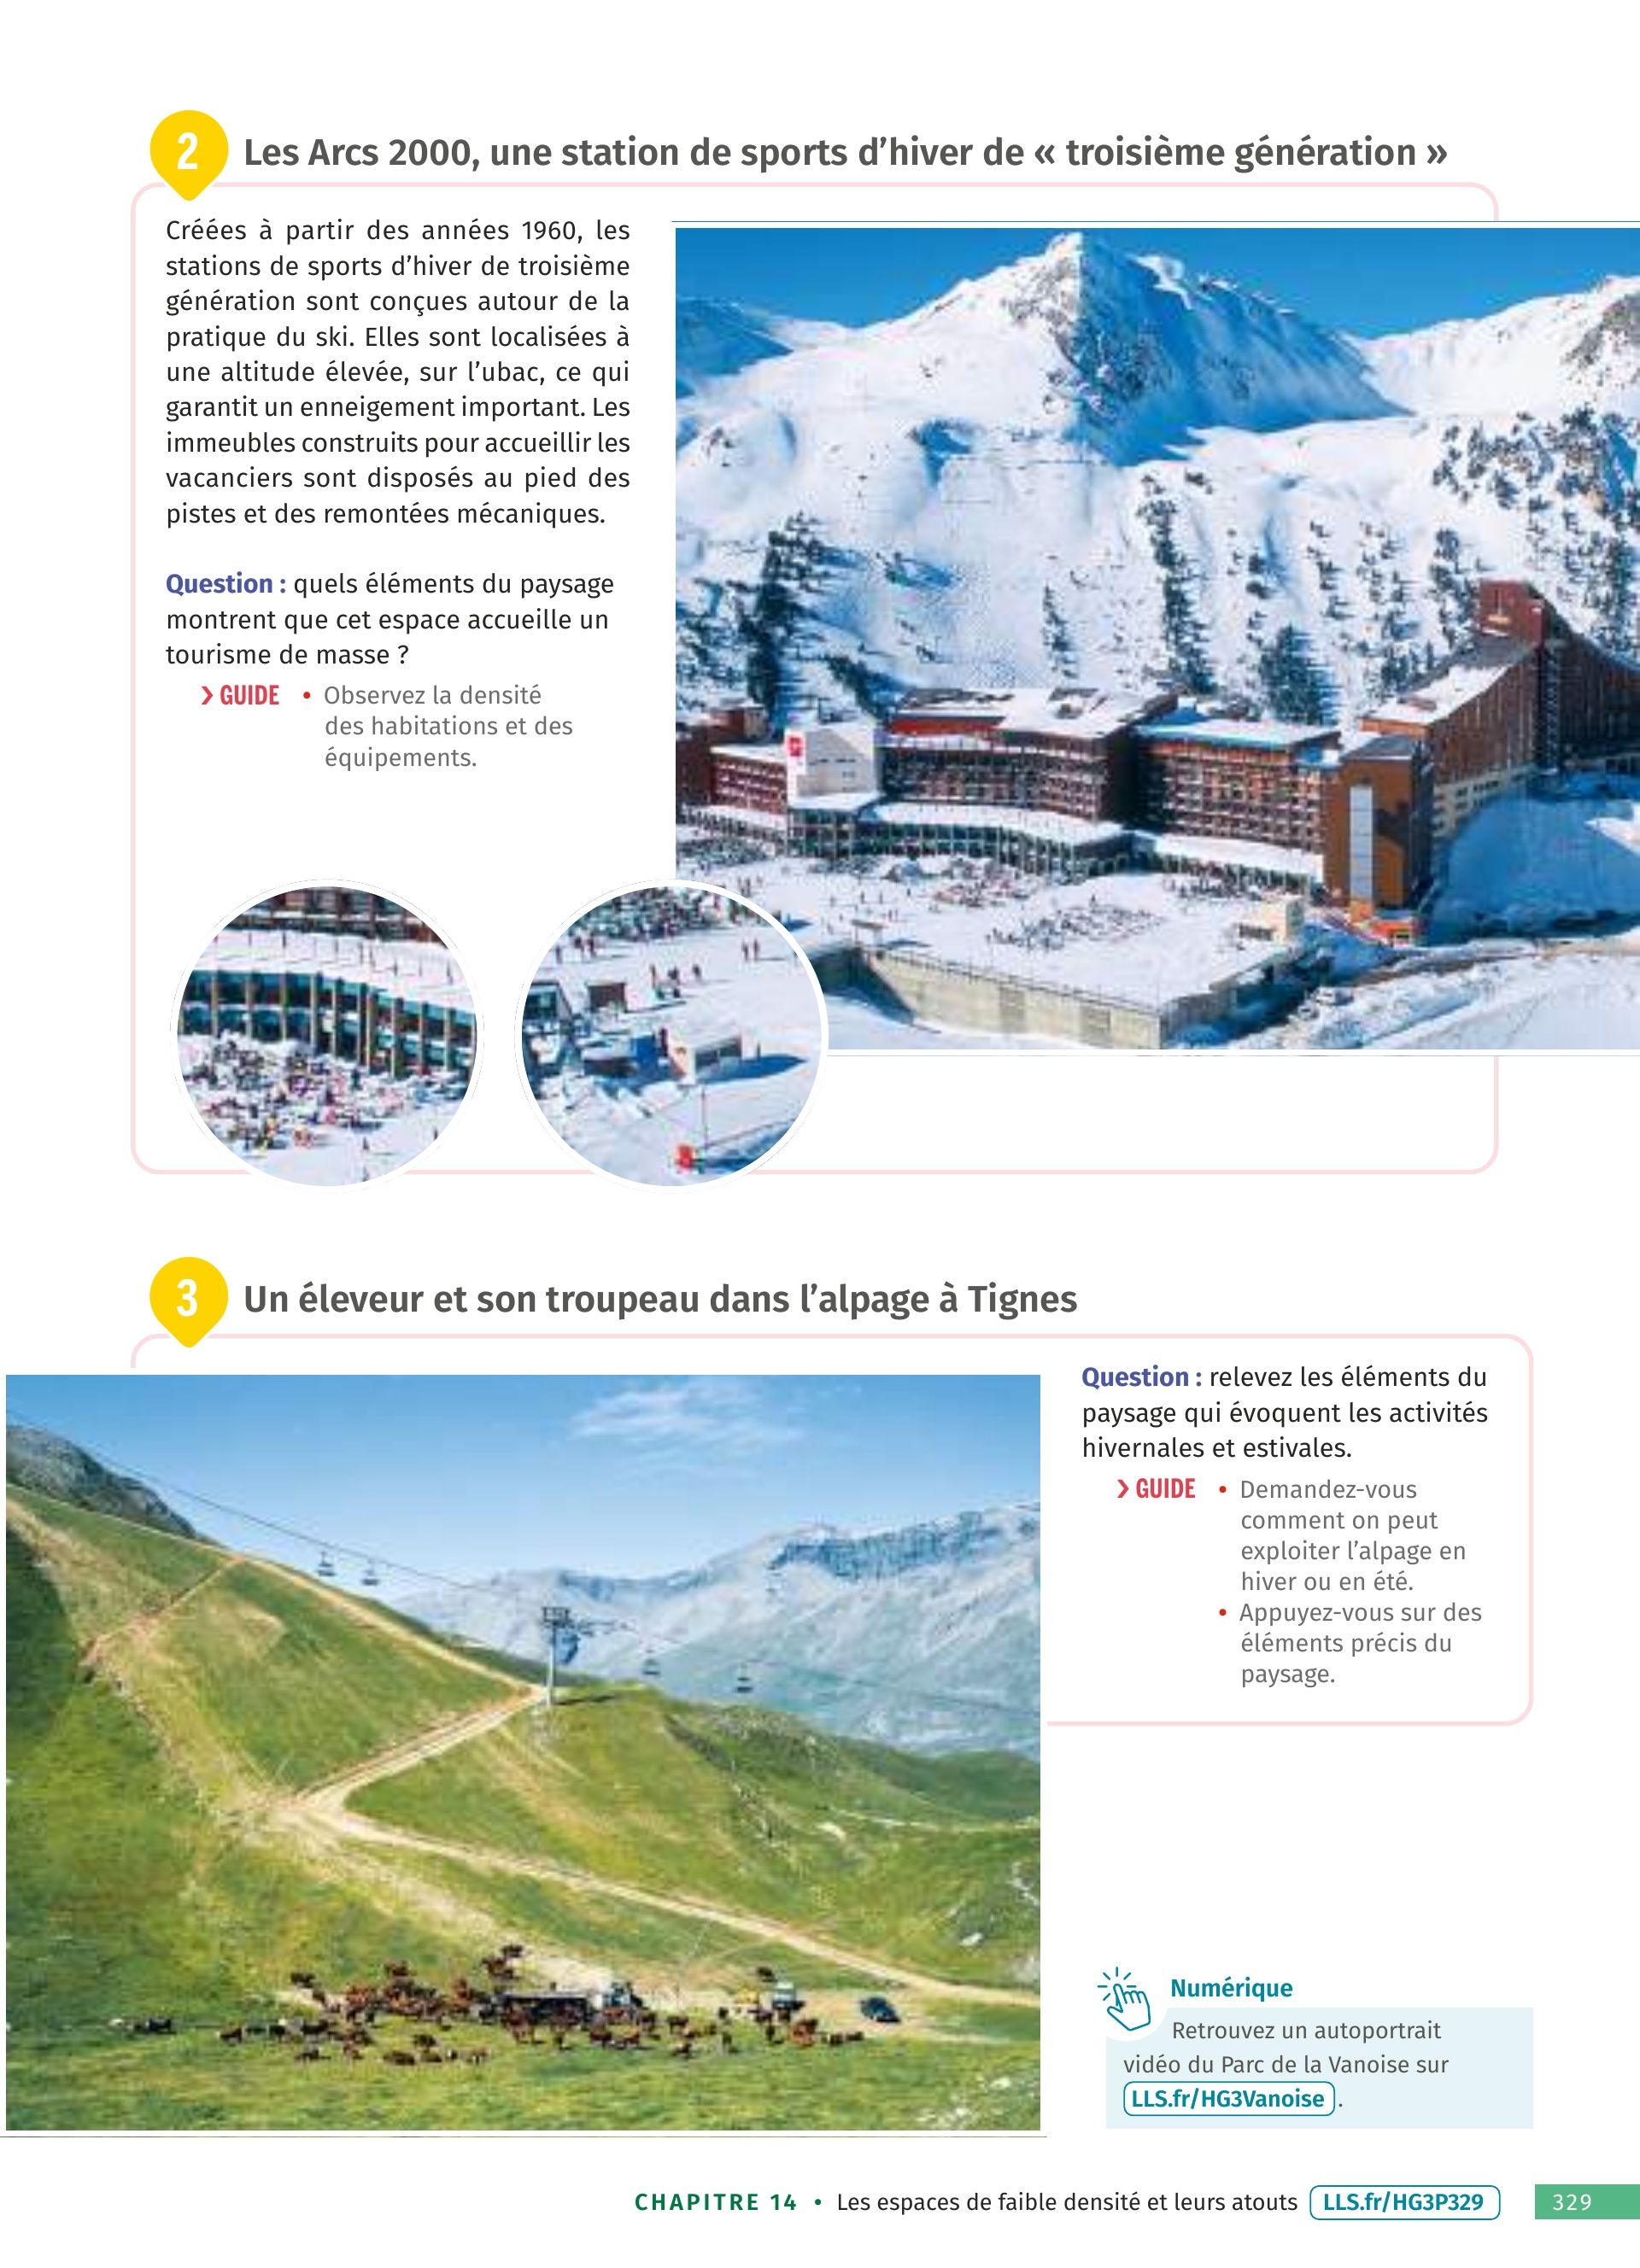 2
Les Arcs 2000, une station de sports d’hiver de « troisième génération »
Créées à partir des années 1960, les
stations de sports d’hiver de troisième
génération sont conçues autour de la
pratique du ski. Elles sont localisées à
une altitude élevée, sur l’ubac, ce qui
garantit un enneigement important. Les
immeubles construits pour accueillir les
vacanciers sont disposés au pied des
pistes et des remontées mécaniques.
Question : quels éléments du paysage
montrent que cet espace accueille un
tourisme de masse ?
› GUIDE • Observez la densité
des habitations et des
équipements.
3
Un éleveur et son troupeau dans l’alpage à Tignes
Question : relevez les éléments du
paysage qui évoquent les activités
hivernales et estivales.
› GUIDE • Demandez-vous
comment on peut
exploiter l’alpage en
hiver ou en été.
• Appuyez-vous sur des
éléments précis du
paysage.
Numérique
Retrouvez un autoportrait
vidéo du Parc de la Vanoise sur
LLS.fr/HG3Vanoise.
CHAPITRE 14 • Les espaces de faible densité et leurs atouts LLS.fr/HG3P329 329